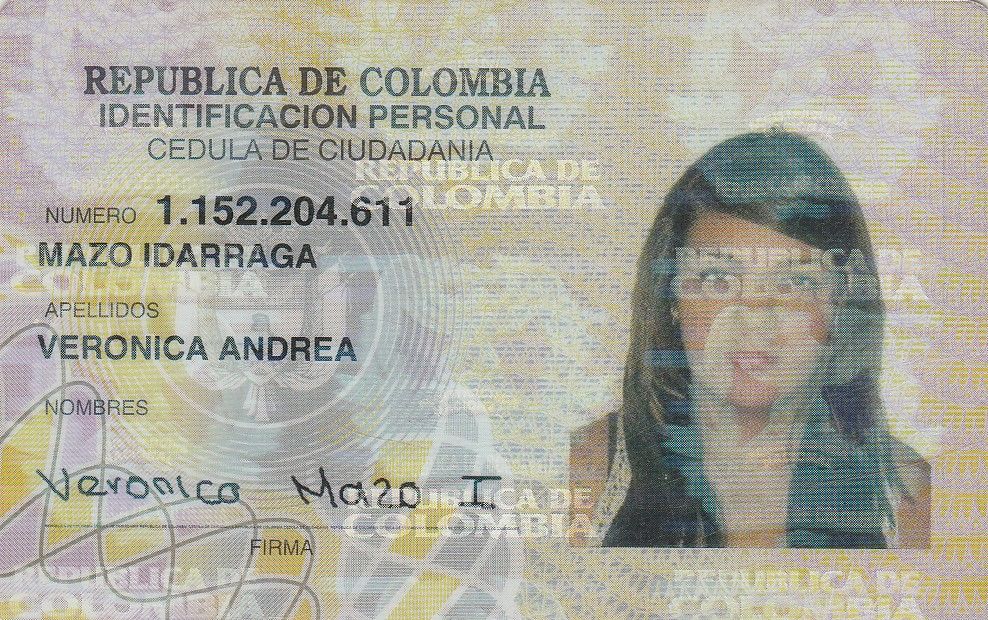 REPUBLICA DE COLOMBIA
IDENTIFICACION PERSONAL
CEDULA DE CIUDADANIA
REPUBLICA DE
COLOMBIA
NUMERO 1.152.204.611
MAZO IDARRAGA
REPUBLICA DE
COLOMBIA
COLOMBIA
APELLIDOS
VERONICA ANDREA
NOMBRES
Veronica Mazo I
REPUBLICA DE
COLOMBIA
FIRMA
REPUBLICA DE
COLOMBIA
REPUBLICA DE
COLOMBIA